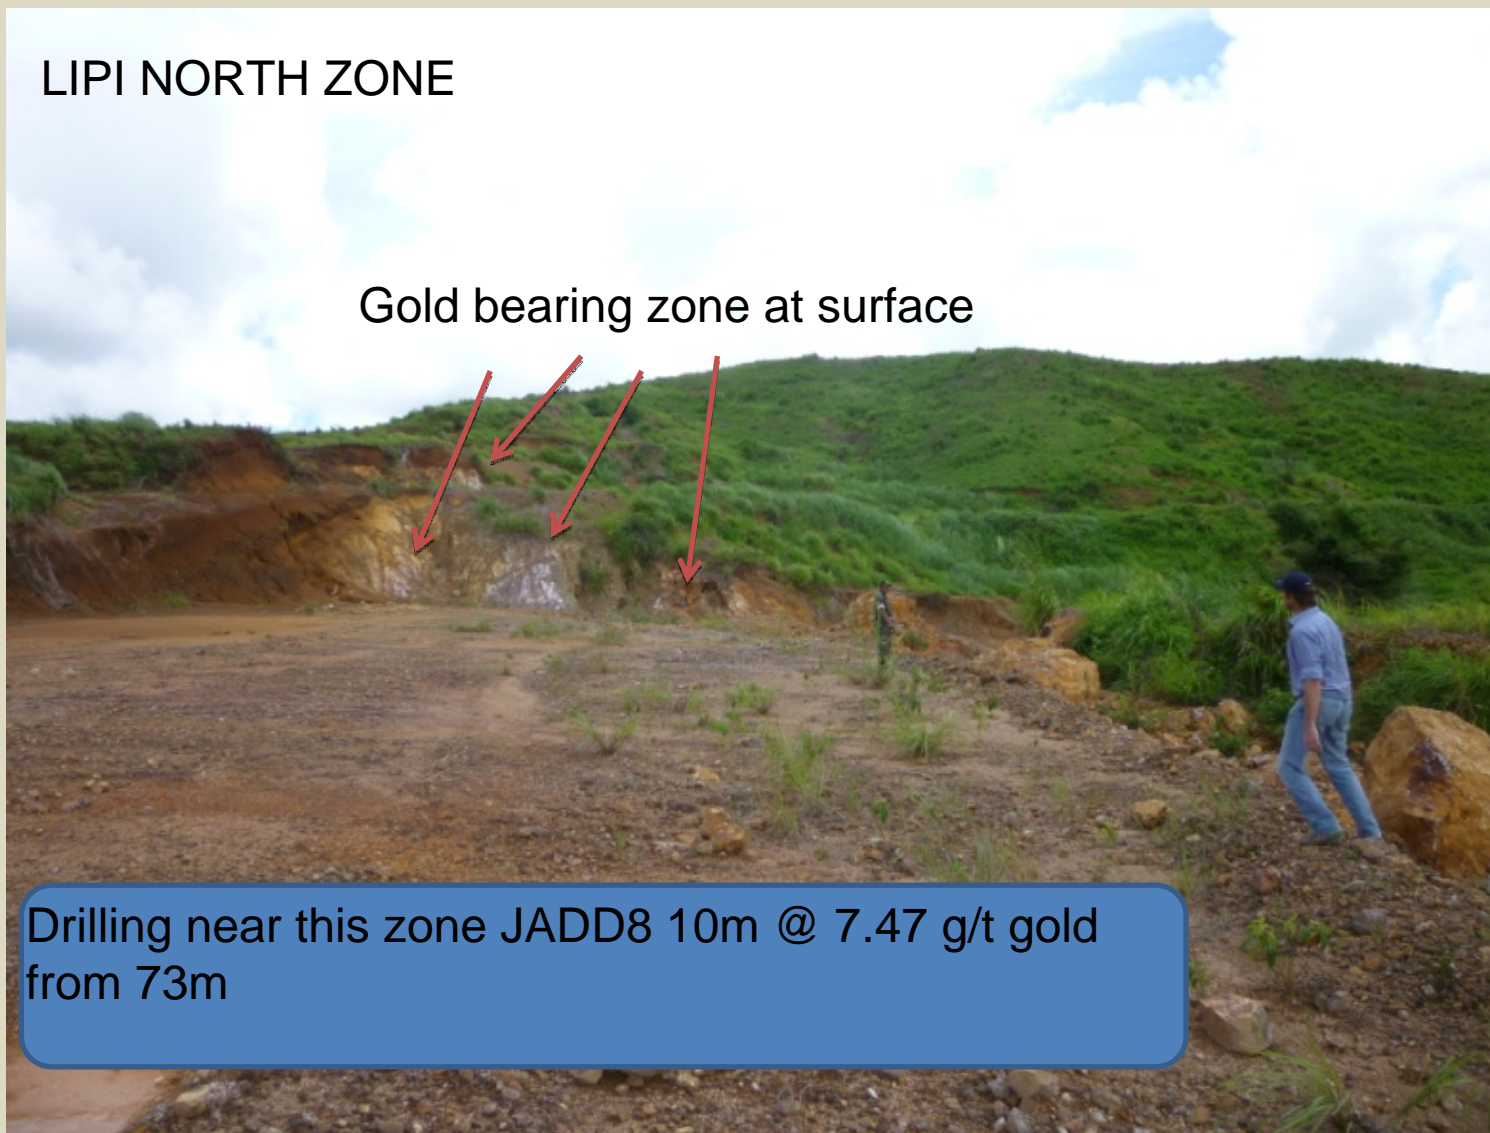 LIPI NORTH ZONE
Gold bearing zone at surface
Drilling near this zone JADD8 10m @ 7.47 g/t gold
from 73m